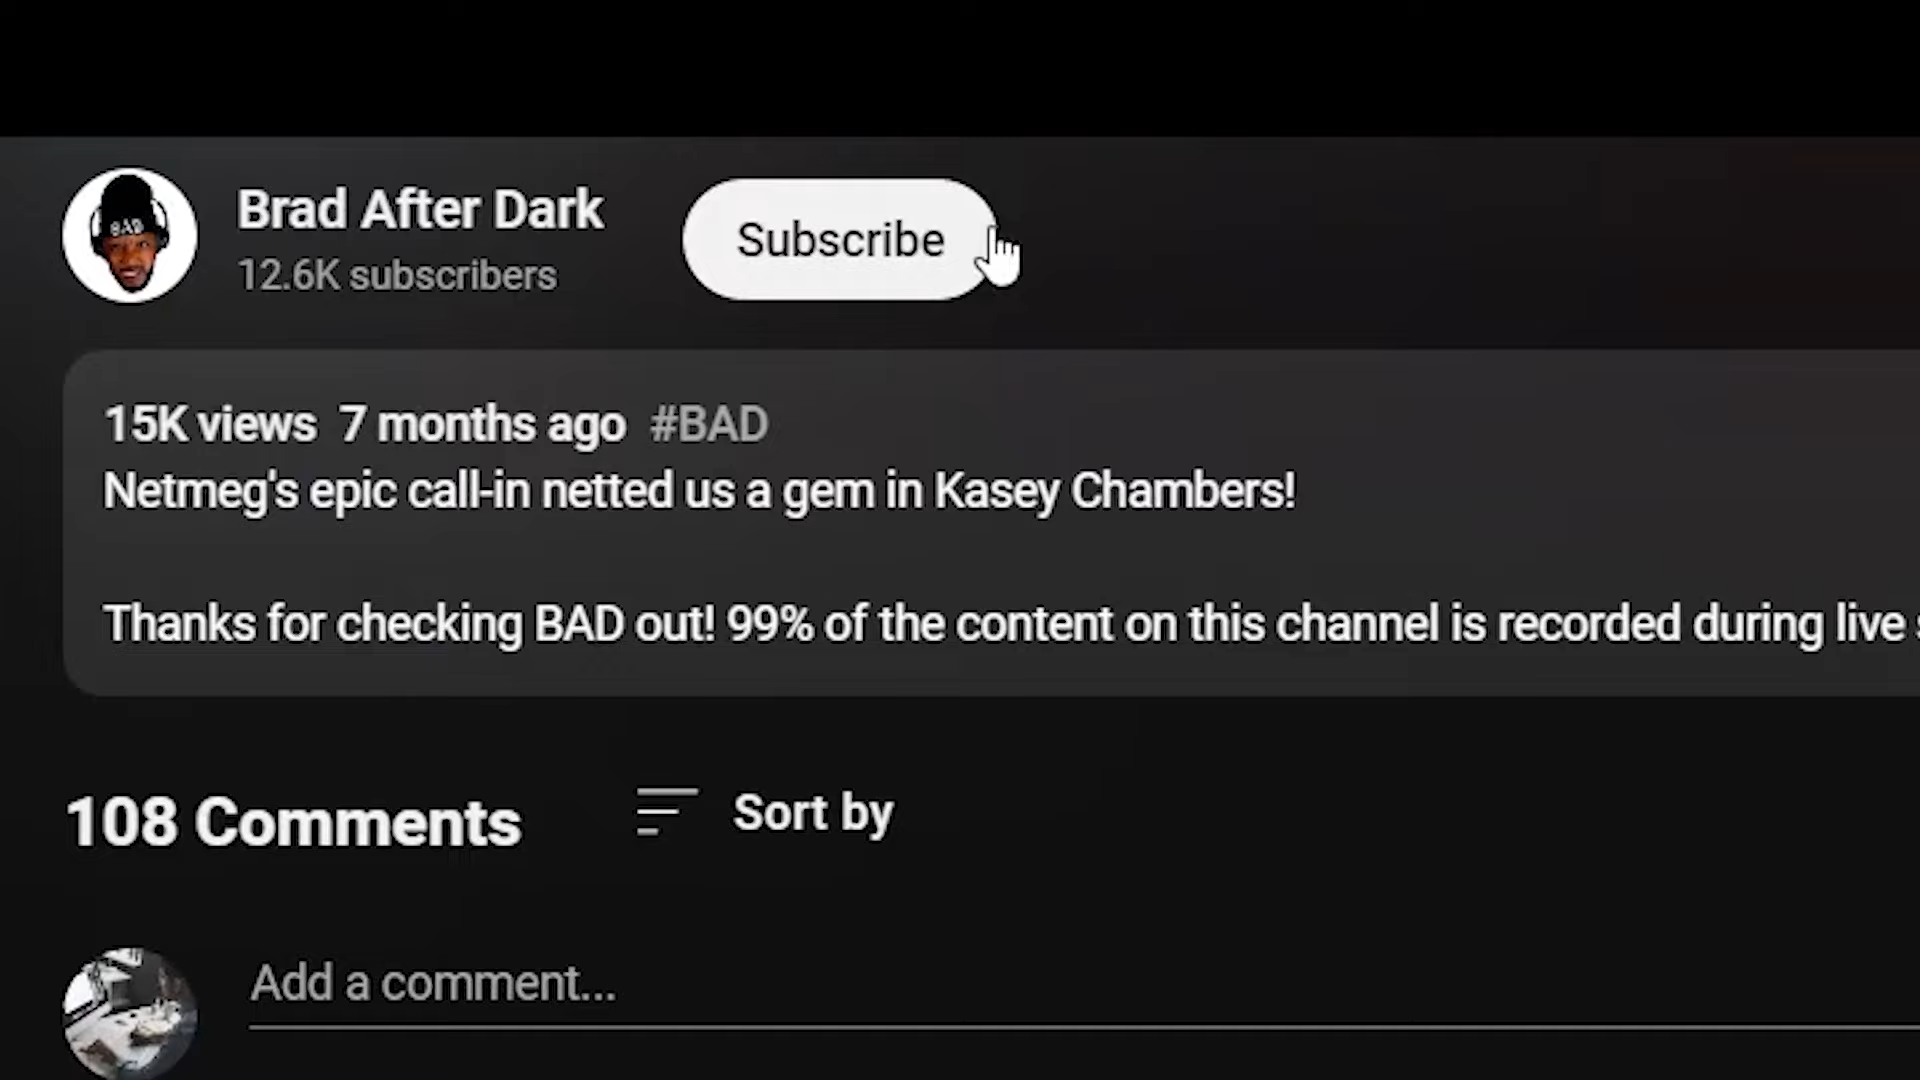 BAD
Brad After Dark
12.6K subscribers
Subscribe
15K views 7 months ago #BAD
Netmeg's epic call-in netted us a gem in Kasey Chambers!
Thanks for checking BAD out! 99% of the content on this channel is recorded during live
108 Comments
Sort by
Add a comment...